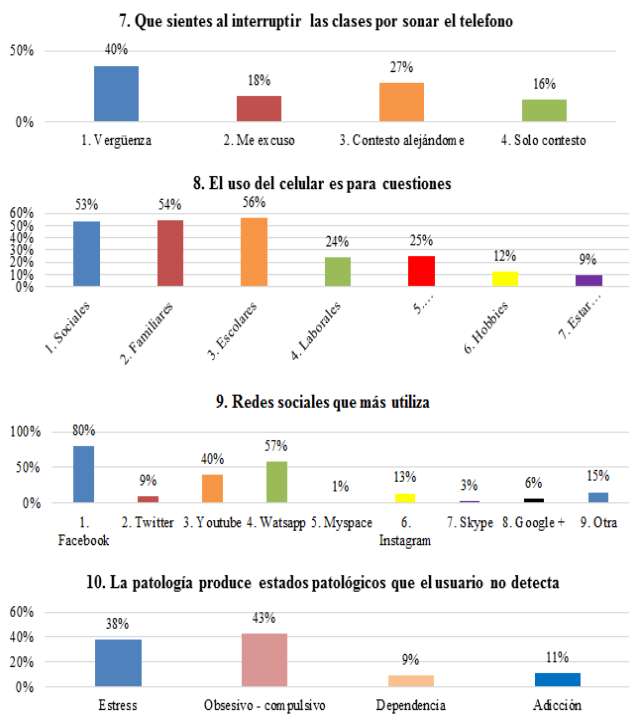 7. Que sientes al interruptir las clases por sonar el telefono
50%
0%
40%
18%
27%
16%
1. Vergüenza
2. Me excuso
3. Contesto alejándome
4. Solo contesto
8. El uso del celular es para cuestiones
60%
50%
40%
30%
20%
10%
0%
53%
54%
56%
24%
25%
12%
9%
1. Sociales
2. Familiares
3. Escolares
4. Laborales
5.…
6. Hobbies
7. Estar…
9. Redes sociales que más utiliza
100%
50%
0%
80%
9%
40%
57%
1%
13%
3%
6%
15%
1.
Facebook
2. Twitter
3. Youtube
4. Watsapp
5. Myspace
6.
Instagram
7. Skype
8. Google +
9. Otra
10. La patología produce estados patológicos que el usuario no detecta
60%
40%
20%
0%
38%
43%
9%
11%
Estress
Obsesivo - compulsivo
Dependencia
Adicción